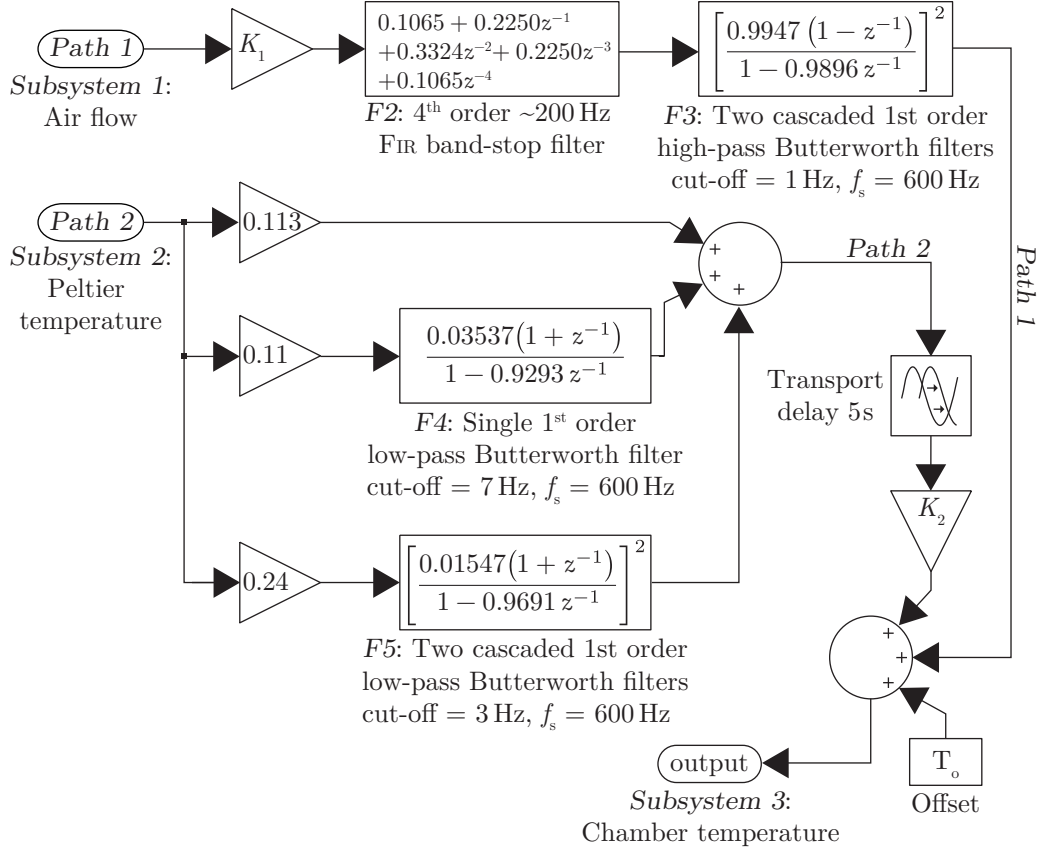 Path 1
Subsystem 1:
Air flow
K₁
0.1065 + 0.2250z⁻¹
+0.3324z⁻² + 0.2250z⁻³
+0.1065z⁻⁴
F2: 4ᵗʰ order ~200 Hz
FIR band-stop filter
[0.9947 (1 − z⁻¹) / 1 − 0.9896 z⁻¹]²
F3: Two cascaded 1st order
high-pass Butterworth filters
cut-off = 1 Hz, fₛ = 600 Hz
Path 2
Subsystem 2:
Peltier
temperature
0.113
+
+
+
Path 2
Path 1
0.11
0.03537(1 + z⁻¹) / 1 − 0.9293 z⁻¹
F4: Single 1ˢᵗ order
low-pass Butterworth filter
cut-off = 7 Hz, fₛ = 600 Hz
Transport
delay 5s
K₂
0.24
[0.01547(1 + z⁻¹) / 1 − 0.9691 z⁻¹]²
F5: Two cascaded 1st order
low-pass Butterworth filters
cut-off = 3 Hz, fₛ = 600 Hz
+
+
+
output
Subsystem 3:
Chamber temperature
Tₒ
Offset